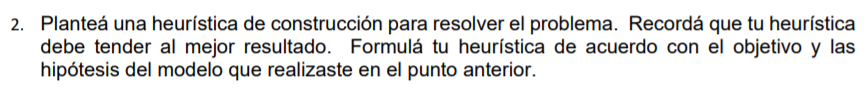 2. Planteá una heurística de construcción para resolver el problema. Recordá que tu heurística
debe tender al mejor resultado. Formulá tu heurística de acuerdo con el objetivo y las
hipótesis del modelo que realizaste en el punto anterior.